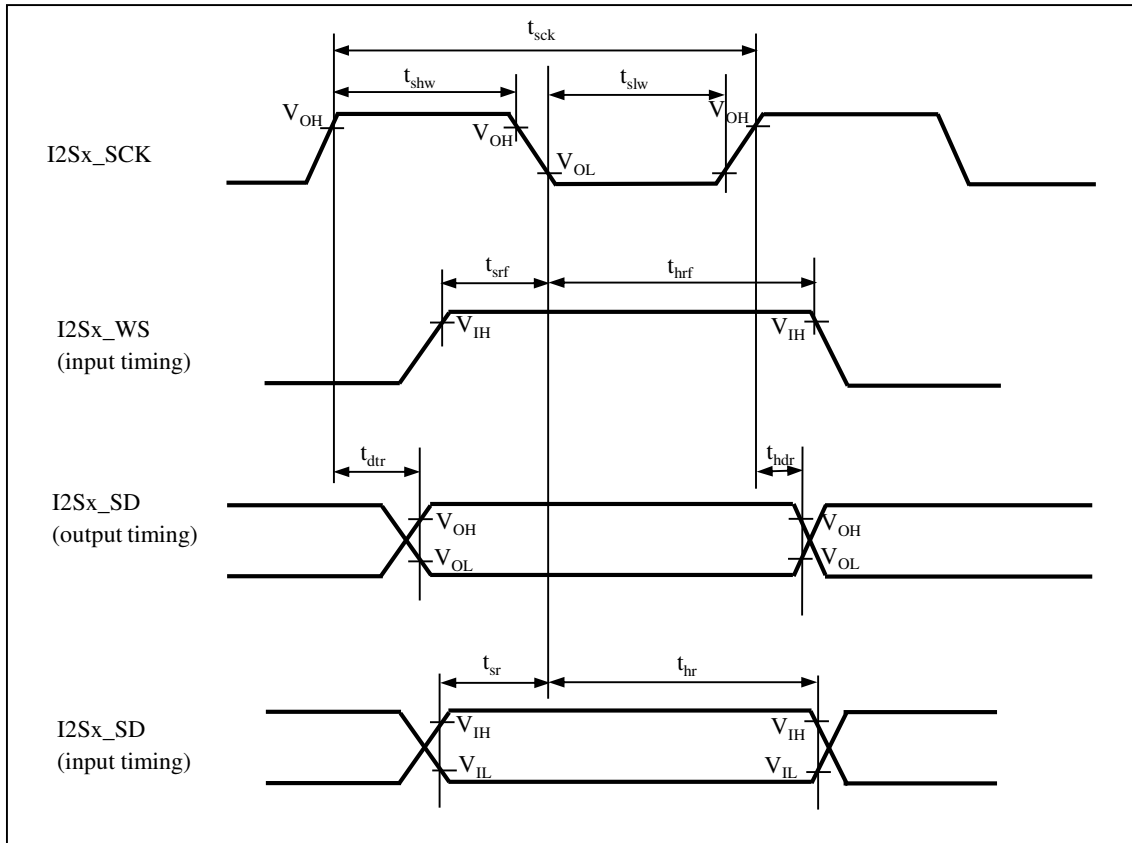 t_sck
t_shw
t_slw
V_OH
V_OH
V_OH
I2Sx_SCK
V_OL
t_srf
t_hrf
I2Sx_WS
(input timing)
V_IH
V_IH
t_dtr
t_hdr
I2Sx_SD
(output timing)
V_OH
V_OH
V_OL
V_OL
t_sr
t_hr
I2Sx_SD
(input timing)
V_IH
V_IH
V_IL
V_IL